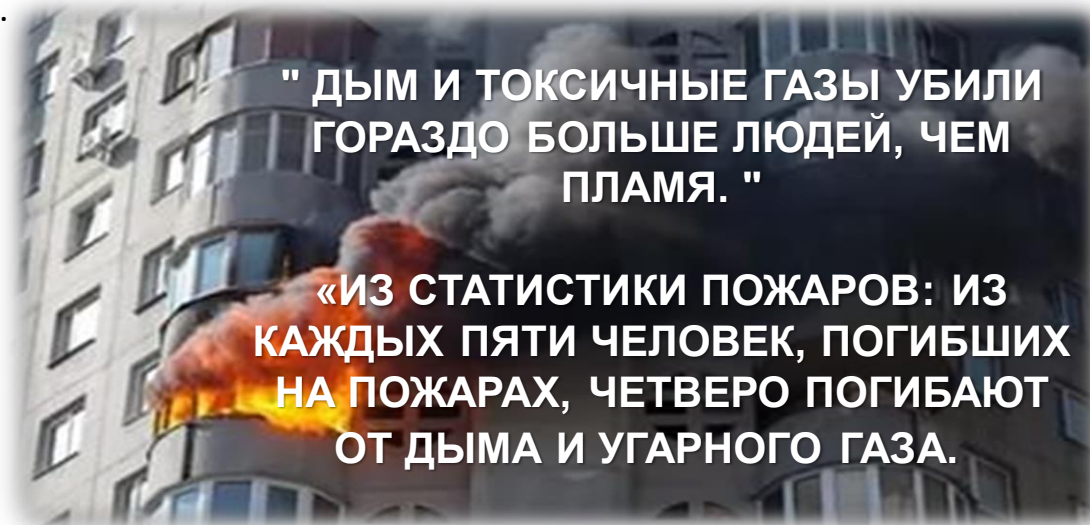 .
" ДЫМ И ТОКСИЧНЫЕ ГАЗЫ УБИЛИ
ГОРАЗДО БОЛЬШЕ ЛЮДЕЙ, ЧЕМ
ПЛАМЯ. "
«ИЗ СТАТИСТИКИ ПОЖАРОВ: ИЗ
КАЖДЫХ ПЯТИ ЧЕЛОВЕК, ПОГИБШИХ
НА ПОЖАРАХ, ЧЕТВЕРО ПОГИБАЮТ
ОТ ДЫМА И УГАРНОГО ГАЗА.